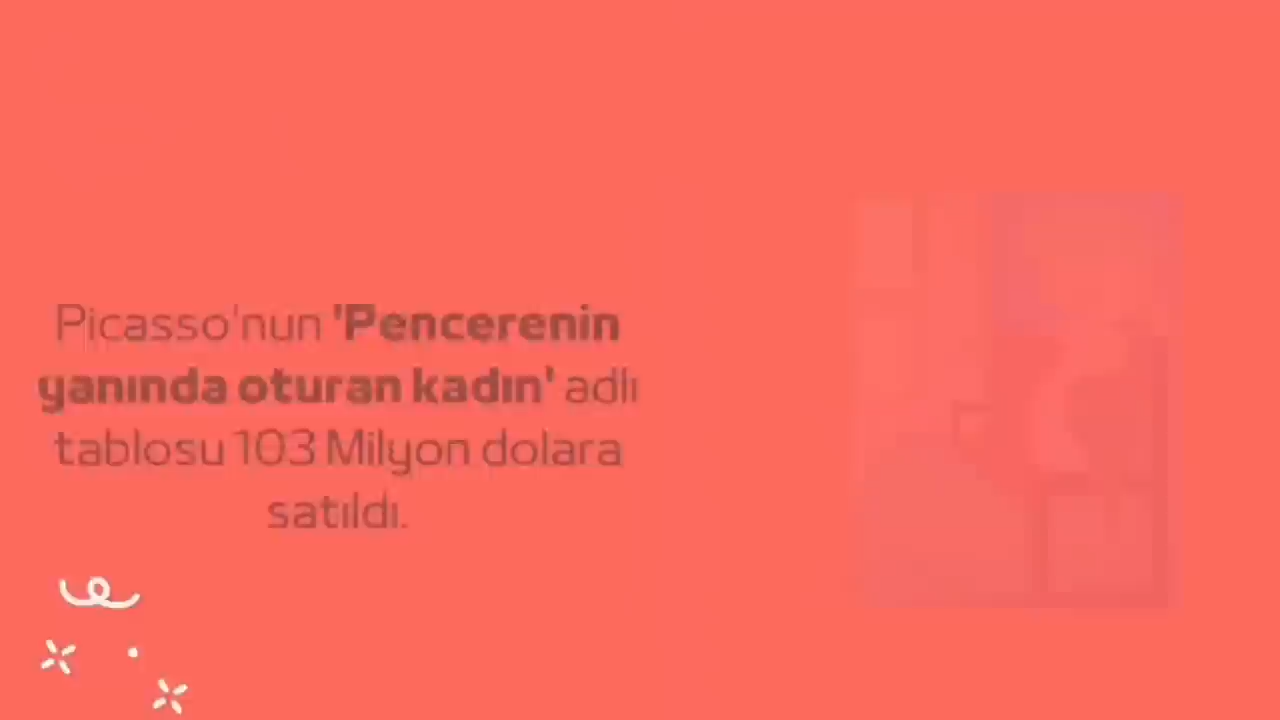 Picasso'nun 'Pencerenin
yanında oturan kadın' adlı
tablosu 103 Milyon dolara
satıldı.